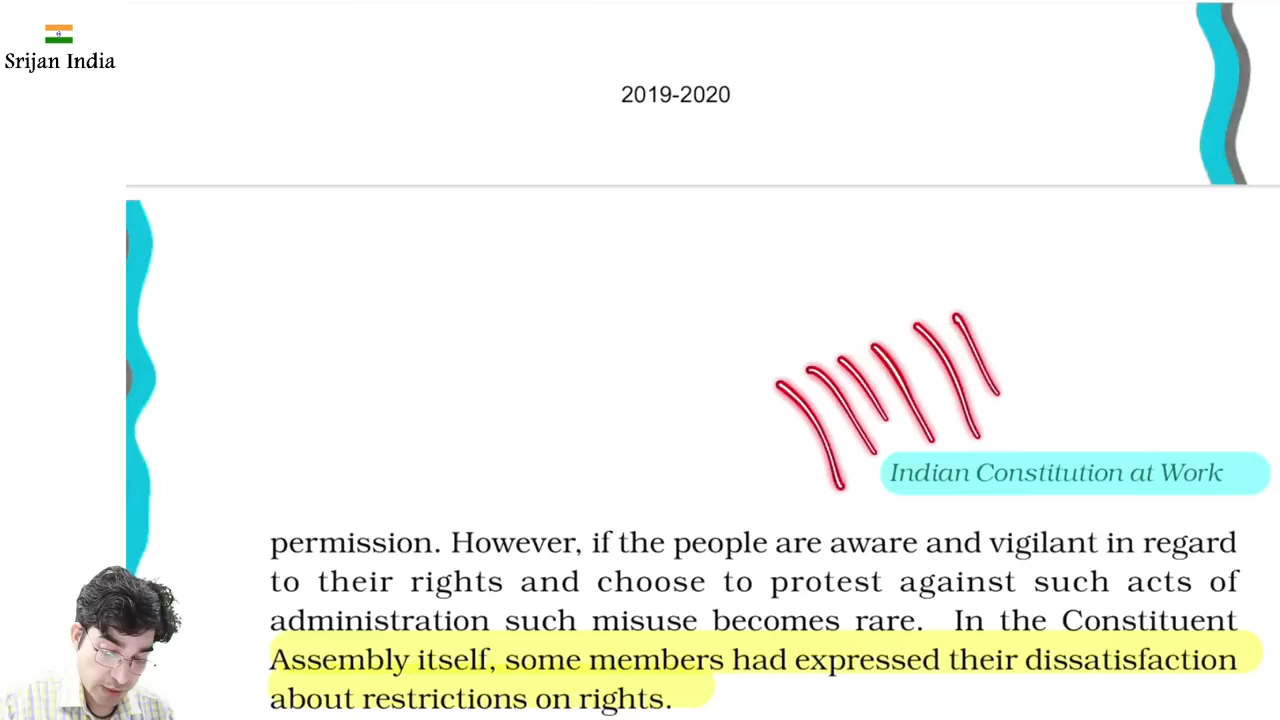 Srijan India
2019-2020
Indian Constitution at Work
permission. However, if the people are aware and vigilant in regard
to their rights and choose to protest against such acts of
administration such misuse becomes rare. In the Constituent
Assembly itself, some members had expressed their dissatisfaction
about restrictions on rights.